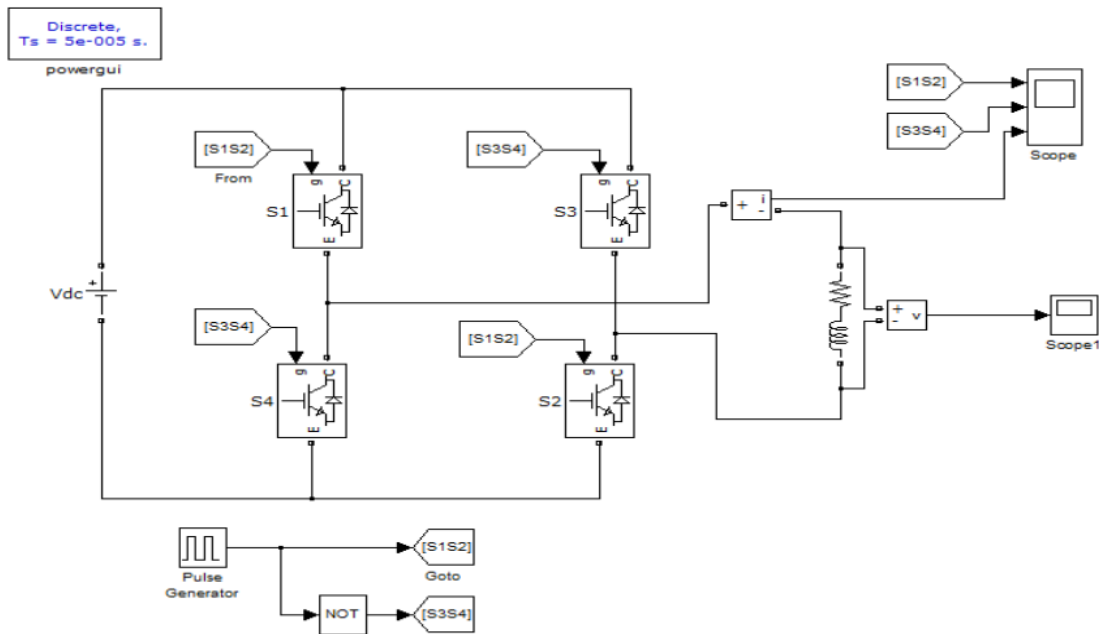 Discrete,
Ts = 5e-005 s.
powergui
[S1S2]
From
g
C
E
S1
[S3S4]
g
C
E
S3
[S1S2]
[S3S4]
Scope
+
i
-
Vdc
+
[S3S4]
g
C
E
S4
[S1S2]
g
C
E
S2
+
-
v
Scope1
Pulse
Generator
[S1S2]
Goto
NOT
[S3S4]